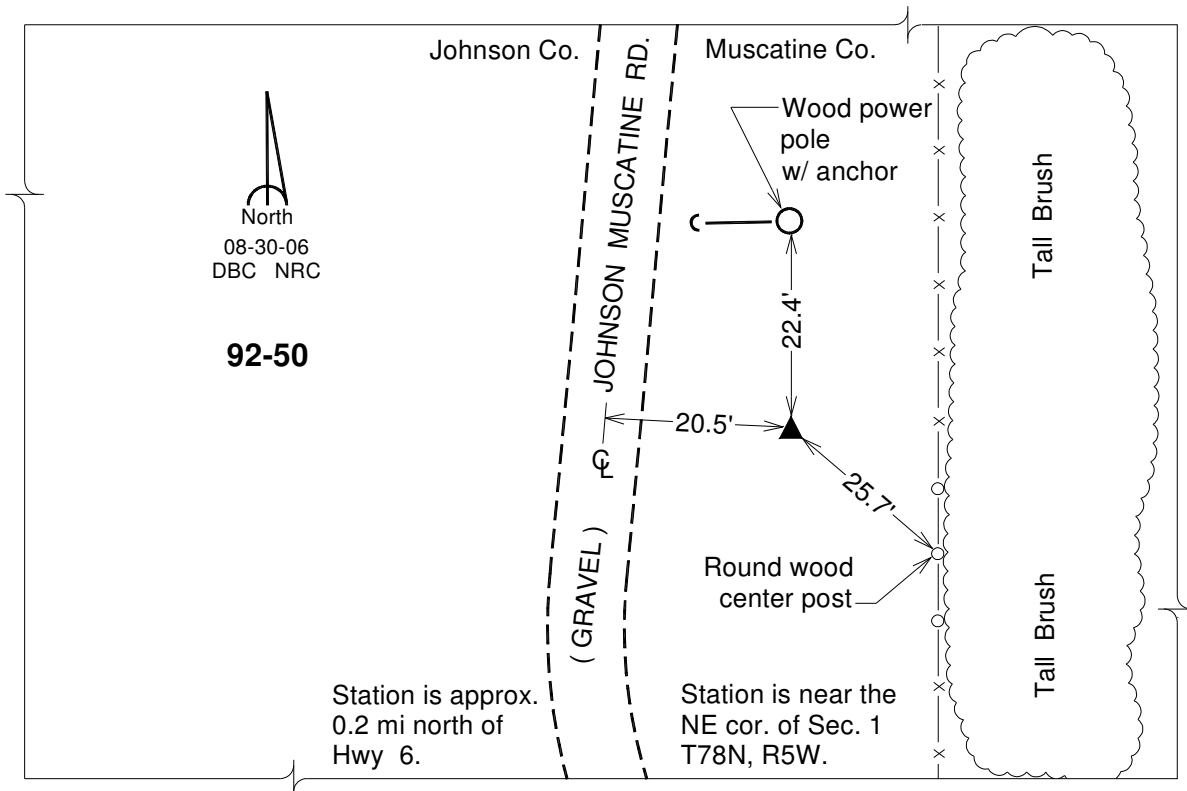 Johnson Co.
Muscatine Co.
JOHNSON MUSCATINE RD.
Wood power
pole
w/ anchor
North
08-30-06
DBC NRC
92-50
22.4'
20.5'
25.7'
℄
( GRAVEL )
Round wood
center post
Tall Brush
Tall Brush
Station is approx.
0.2 mi north of
Hwy 6.
Station is near the
NE cor. of Sec. 1
T78N, R5W.